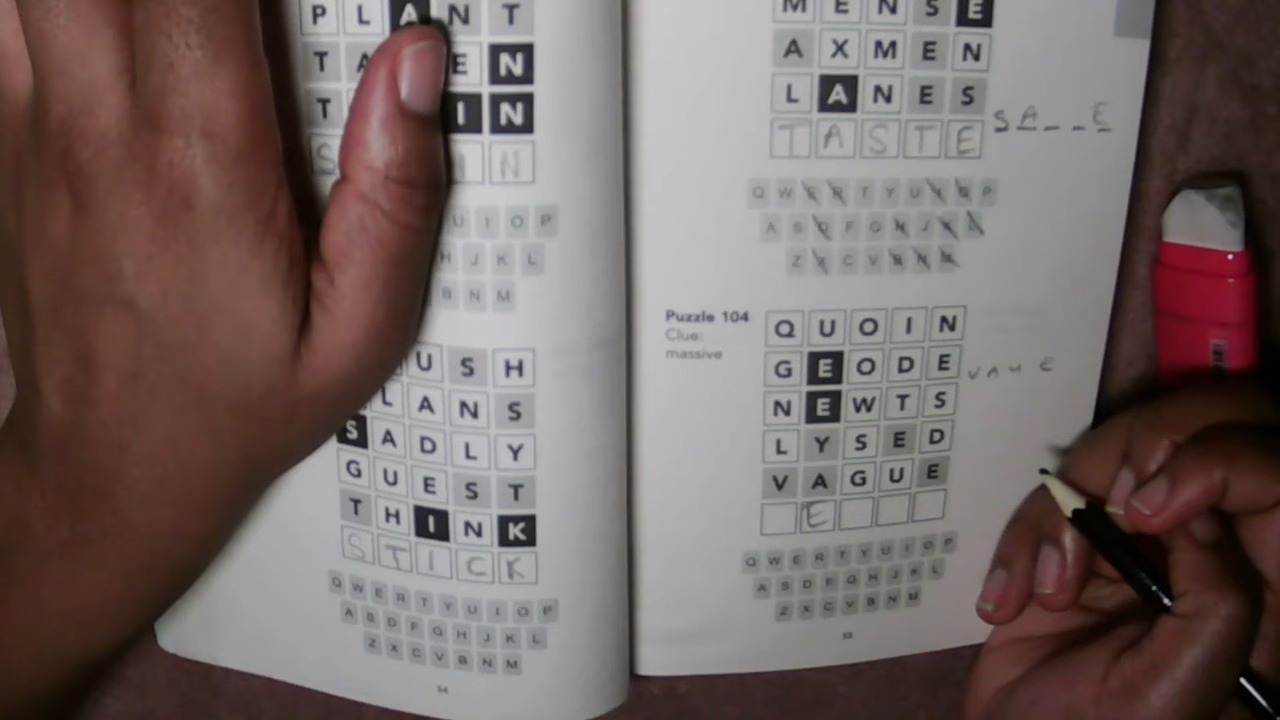 P L A N T
T A E N
T I N
S I N
U I O P
H J K L
B N M
U S H
L A N S
S A D L Y
G U E S T
T H I N K
S T I C K
Q W E R T Y U I O P
A S D F G H J K L
Z X C V B N M
54
M E N S E
A X M E N
L A N E S
T A S T E
S A _ _ E
Q W E R T Y U I O P
A S D F G H J K L
Z X C V B N M
Puzzle 104
Clue:
massive
Q U O I N
G E O D E
N E W T S
L Y S E D
V A G U E
E
Q W E R T Y U I O P
A S D F G H J K L
Z X C V B N M
55